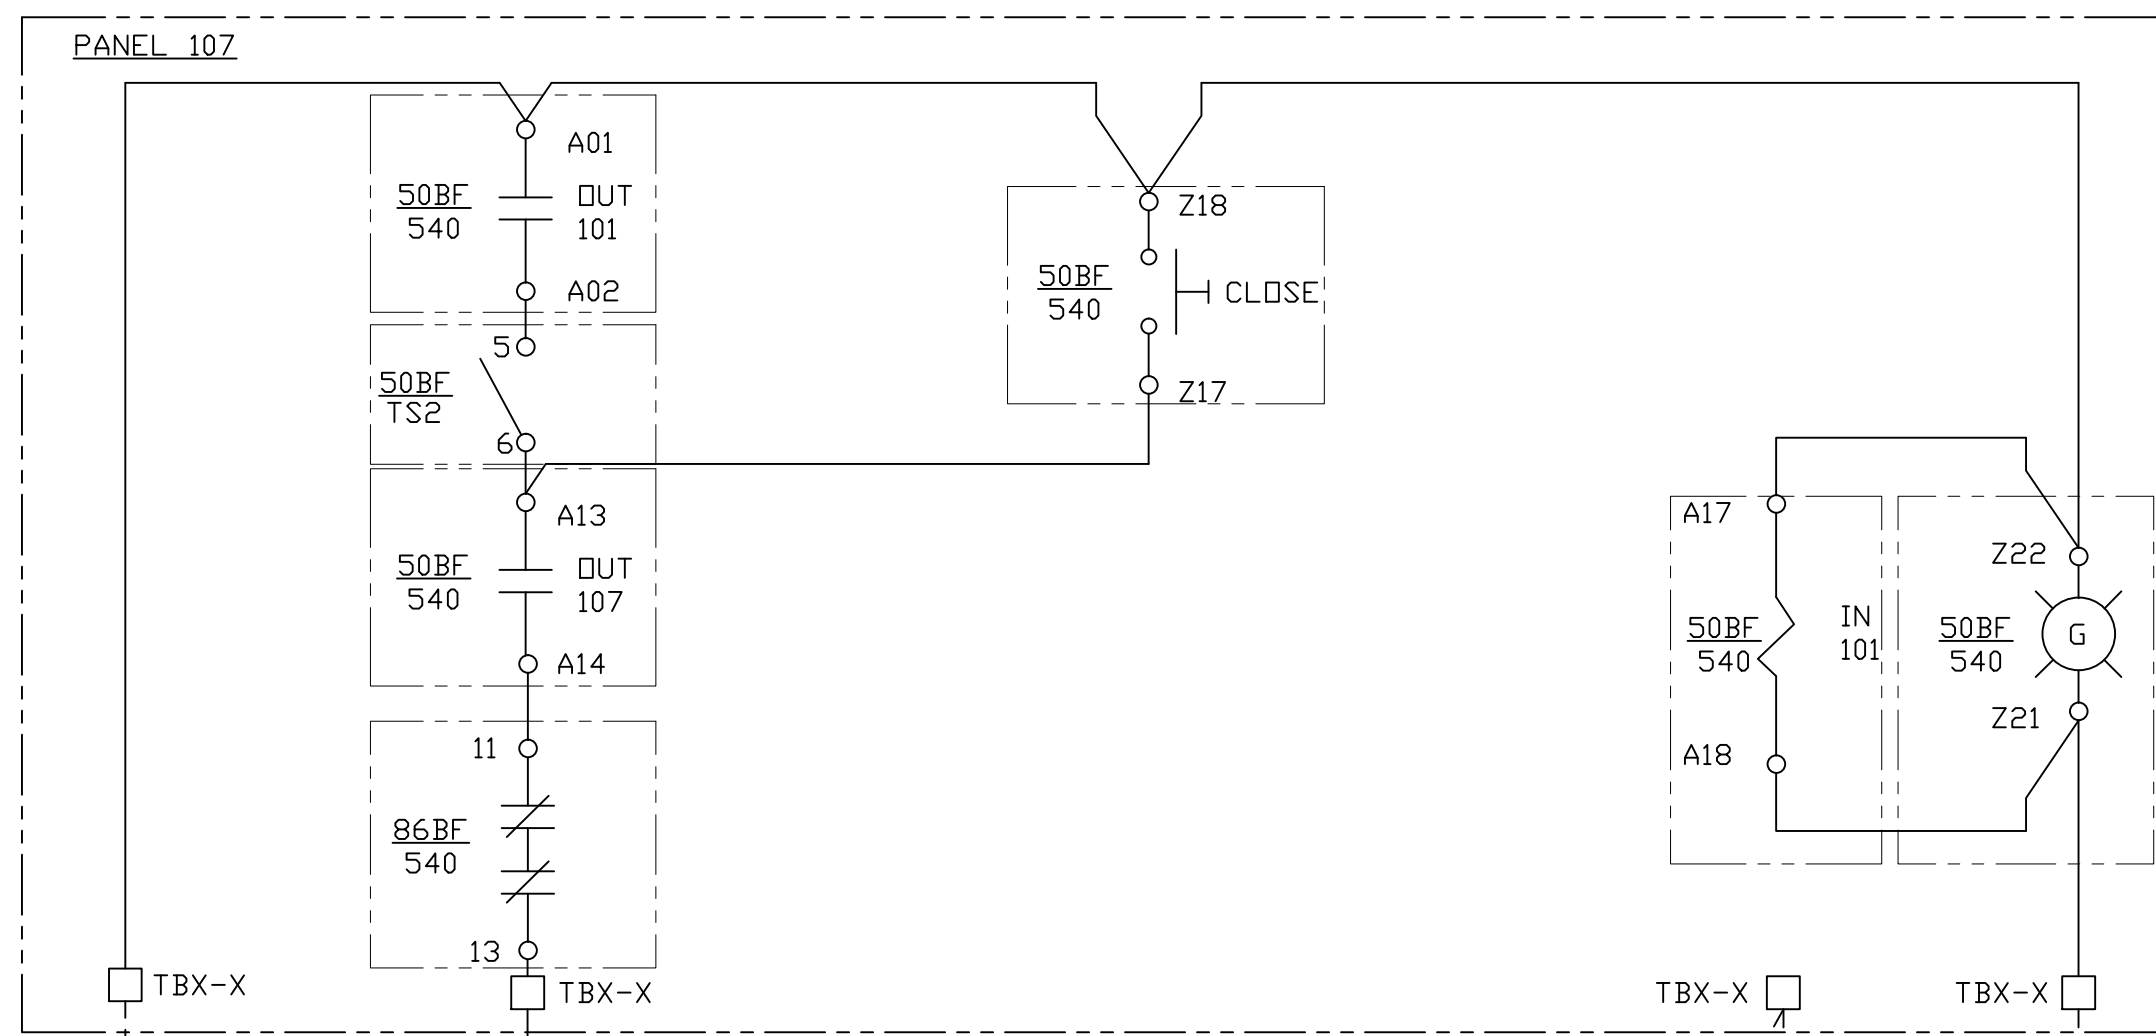 PANEL 107
A01
50BF
540
OUT
101
A02
5
50BF
TS2
6
A13
50BF
540
OUT
107
A14
11
86BF
540
13
TBX-X
TBX-X
Z18
50BF
540
CLOSE
Z17
A17
50BF
540
IN
101
A18
Z22
50BF
540
G
Z21
TBX-X
TBX-X